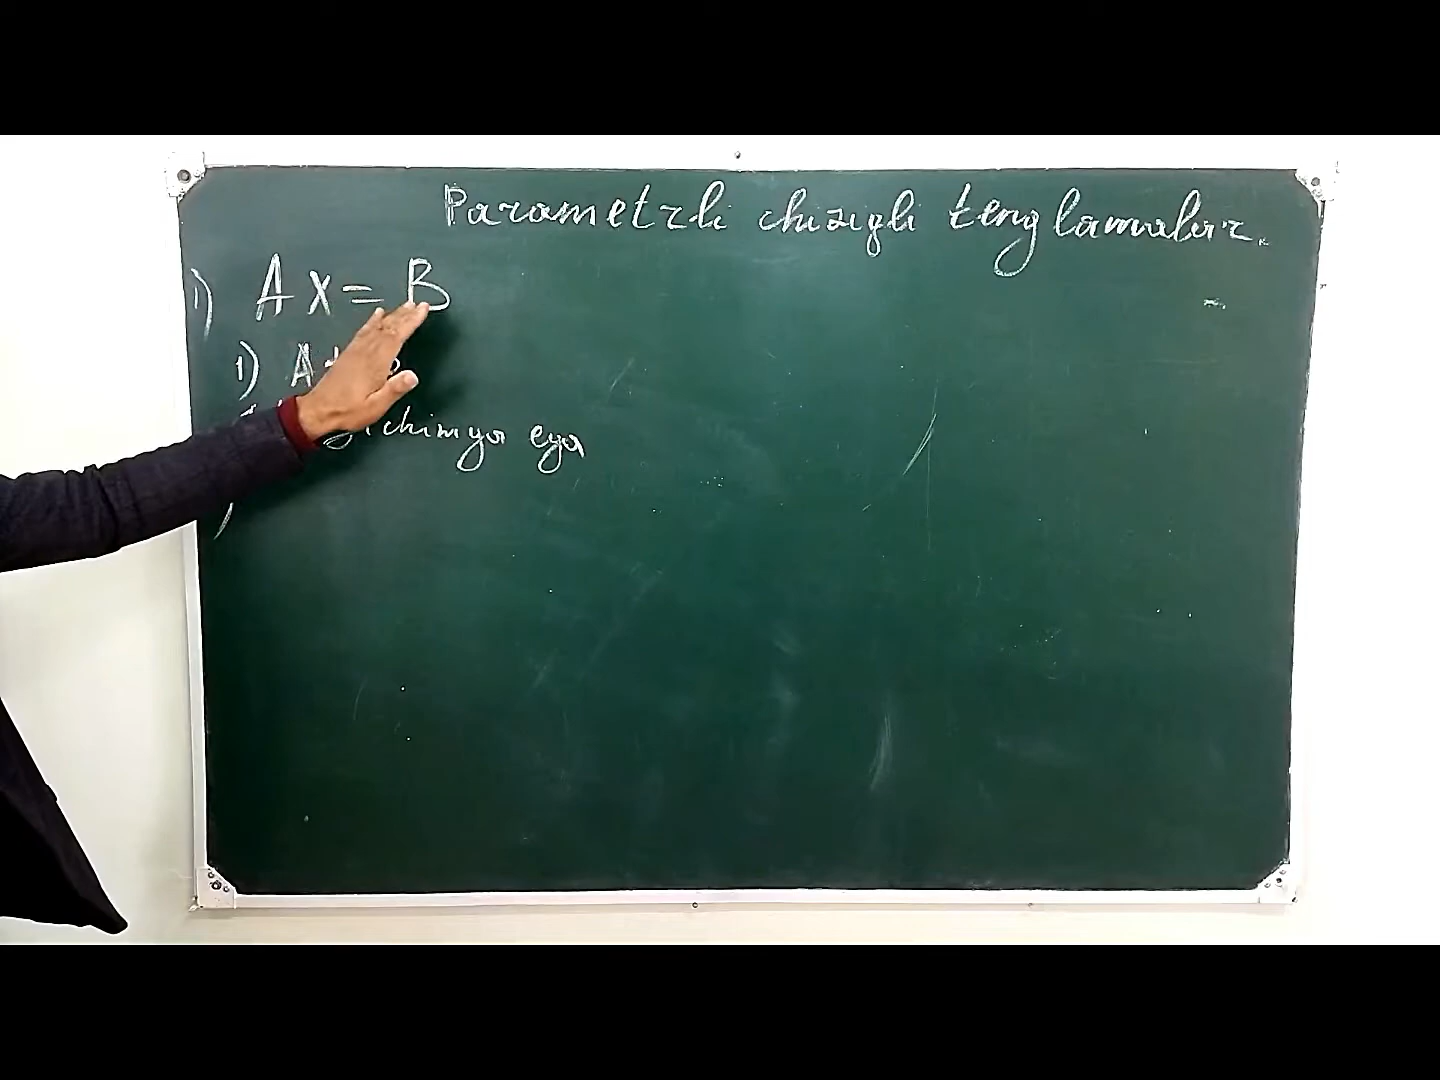 Parametrli chiziqli tenglamalar.
1) Ax = B
1) A
yechimga ega
)